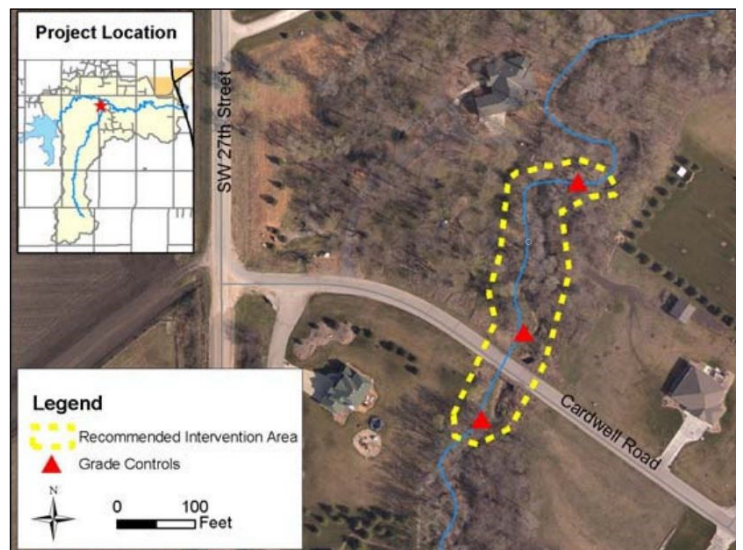 Project Location
SW 27th Street
Cardwell Road
Legend
Recommended Intervention Area
Grade Controls
N
0 100
Feet